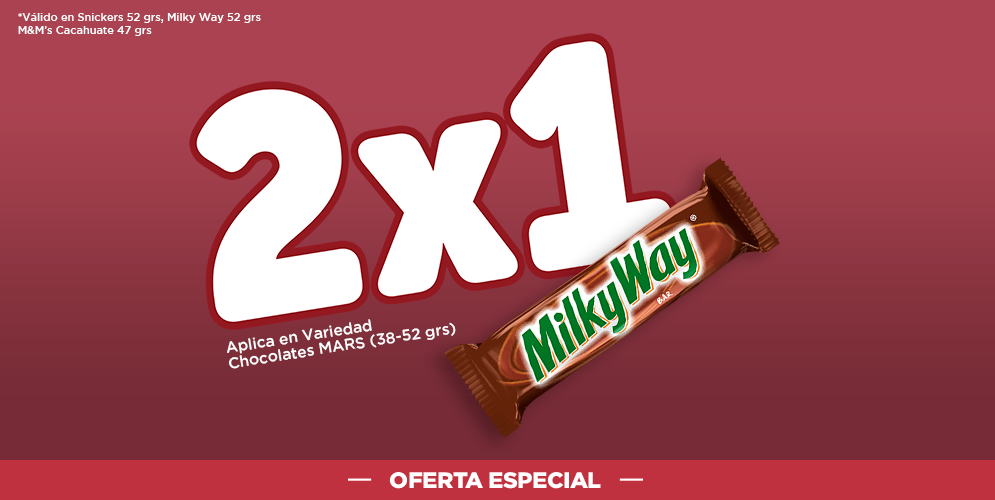 *Válido en Snickers 52 grs, Milky Way 52 grs
M&M's Cacahuate 47 grs
2x1
Aplica en Variedad
Chocolates MARS (38-52 grs)
MilkyWay®
BAR
— OFERTA ESPECIAL —